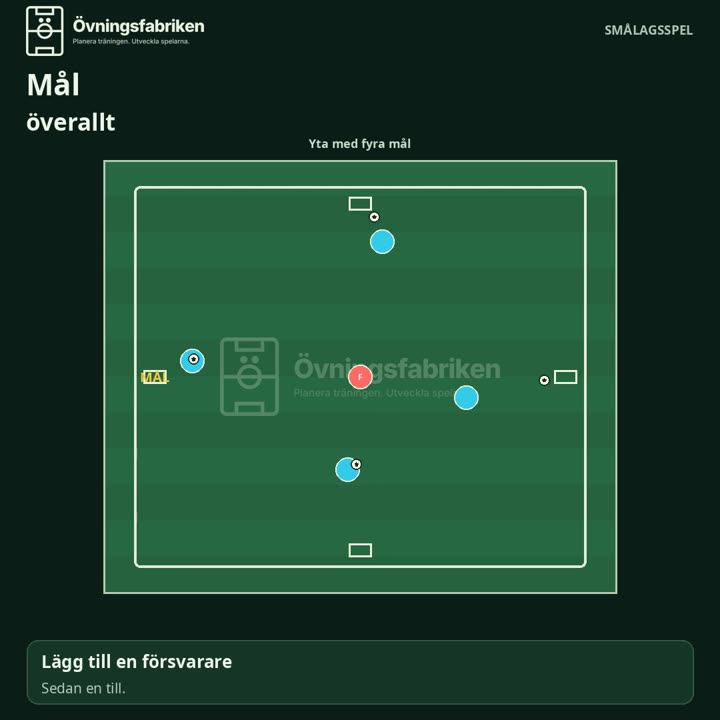 Övningsfabriken
Planera träningen. Utveckla spelarna.
SMÅLAGSSPEL
Mål
överallt
Yta med fyra mål
Övningsfabriken
Planera träningen. Utveckla spelarna.
MÅL
F
Lägg till en försvarare
Sedan en till.